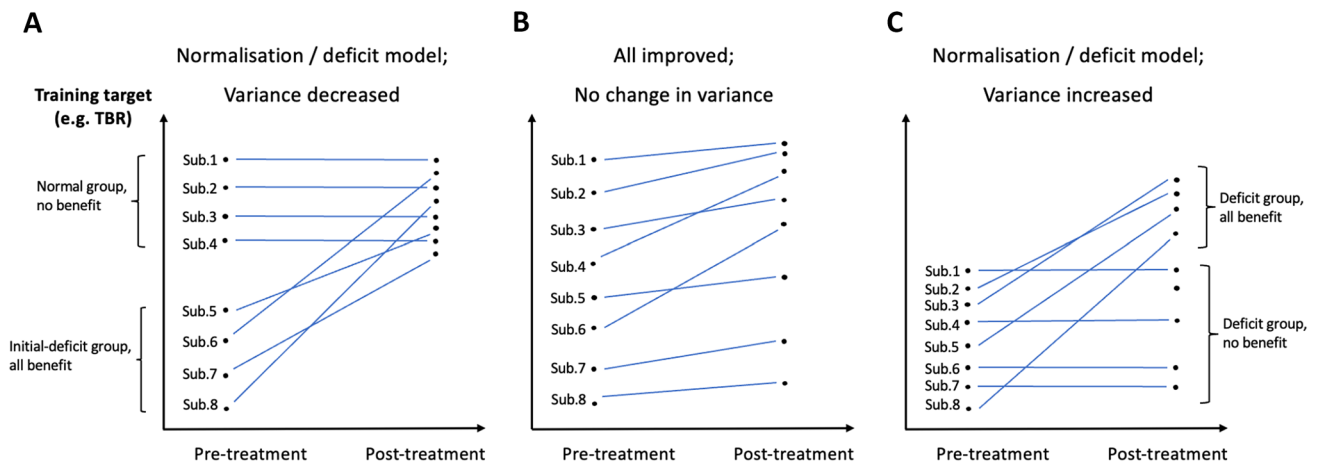 A
Normalisation / deficit model;
Variance decreased
Training target
(e.g. TBR)
Normal group,
no benefit
Initial-deficit group,
all benefit
Sub.1
Sub.2
Sub.3
Sub.4
Sub.5
Sub.6
Sub.7
Sub.8
Pre-treatment
Post-treatment
B
All improved;
No change in variance
Sub.1
Sub.2
Sub.3
Sub.4
Sub.5
Sub.6
Sub.7
Sub.8
Pre-treatment
Post-treatment
C
Normalisation / deficit model;
Variance increased
Sub.1
Sub.2
Sub.3
Sub.4
Sub.5
Sub.6
Sub.7
Sub.8
Deficit group,
all benefit
Deficit group,
no benefit
Pre-treatment
Post-treatment